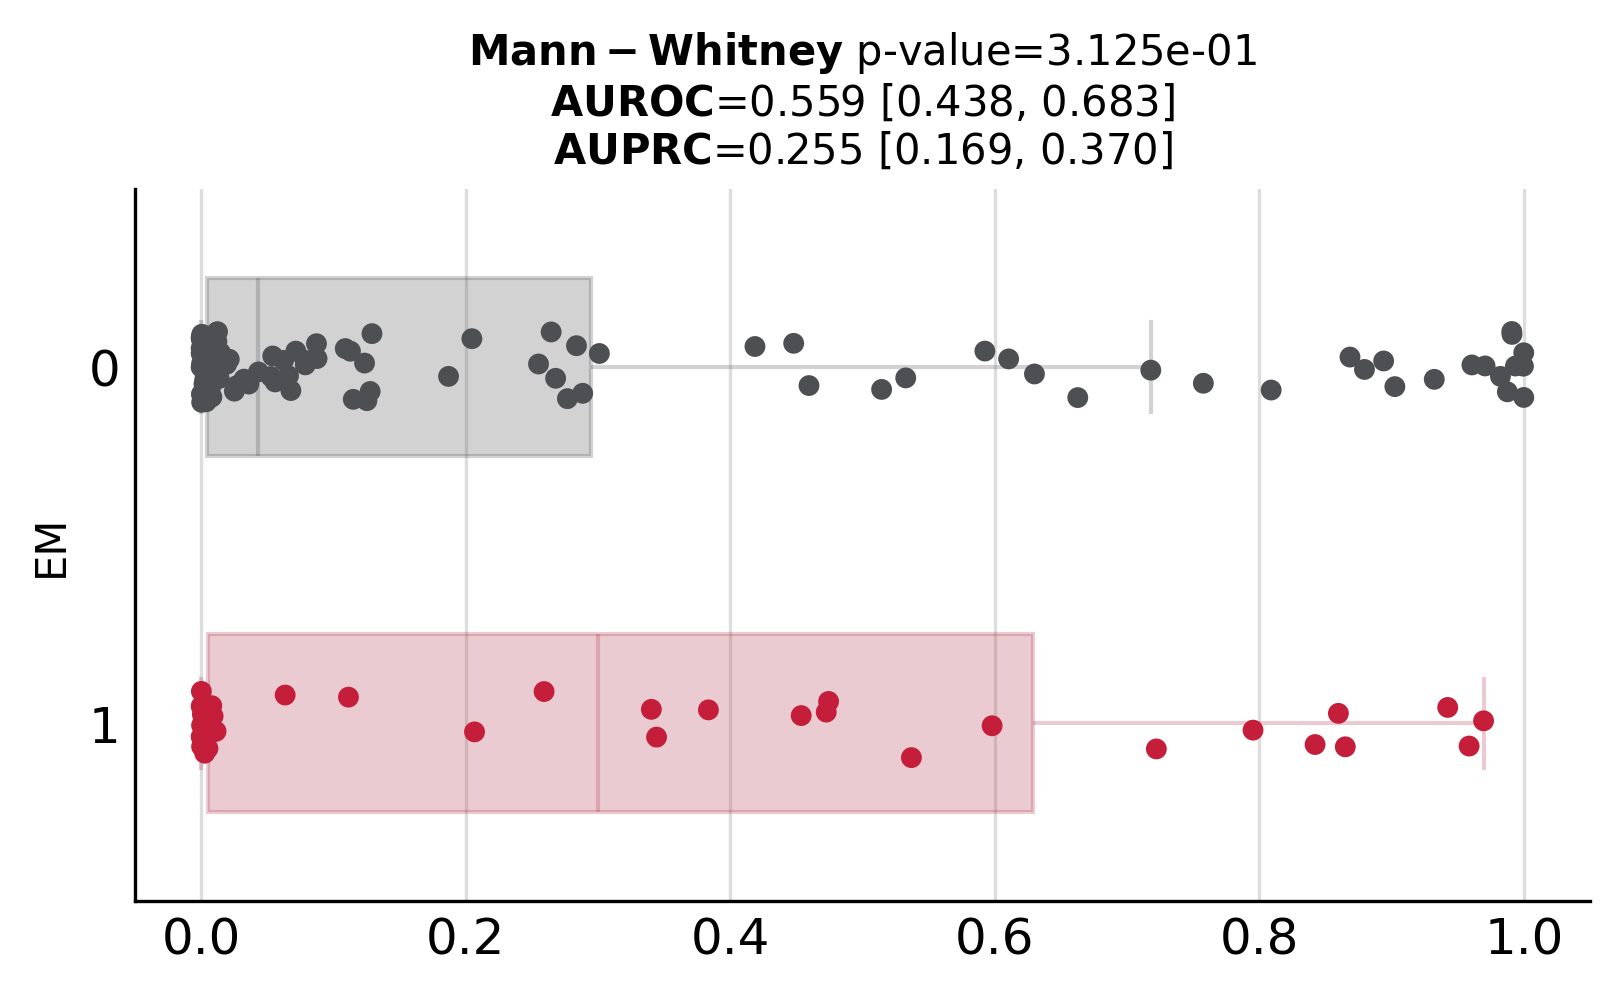 Mann − Whitney p-value=3.125e-01
AUROC=0.559 [0.438, 0.683]
AUPRC=0.255 [0.169, 0.370]
0
EM
1
0.0 0.2 0.4 0.6 0.8 1.0